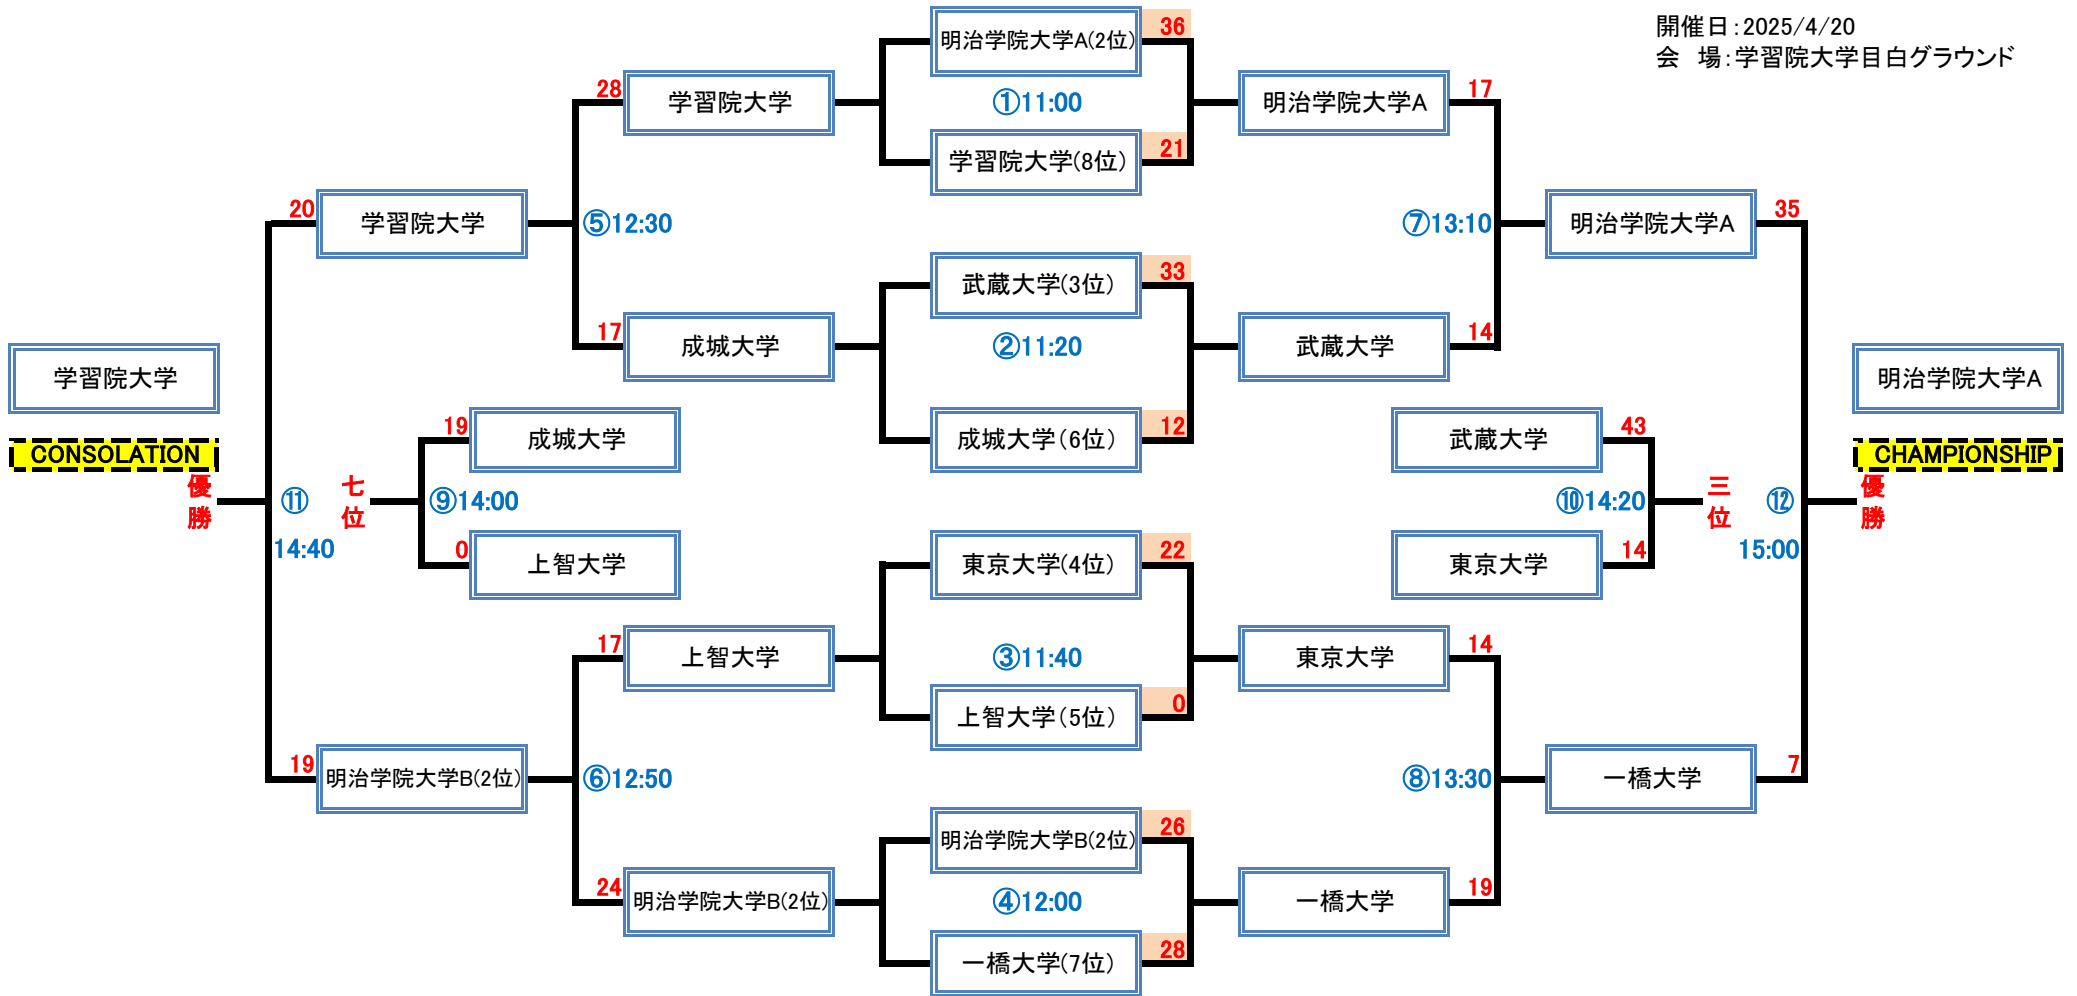 開催日：2025/4/20
会　場：学習院大学目白グラウンド
明治学院大学A(2位)
36
①11:00
学習院大学(8位)
21
武蔵大学(3位)
33
②11:20
成城大学(6位)
12
東京大学(4位)
22
③11:40
上智大学(5位)
0
明治学院大学B(2位)
26
④12:00
一橋大学(7位)
28
28
学習院大学
⑤12:30
17
成城大学
17
上智大学
⑥12:50
24
明治学院大学B(2位)
明治学院大学A
17
⑦13:10
武蔵大学
14
東京大学
14
⑧13:30
一橋大学
19
19
成城大学
七位
⑨14:00
0
上智大学
武蔵大学
43
⑩14:20
三位
東京大学
14
20
学習院大学
⑪
14:40
19
明治学院大学B(2位)
学習院大学
CONSOLATION
優勝
明治学院大学A
35
⑫
15:00
一橋大学
7
明治学院大学A
CHAMPIONSHIP
優勝